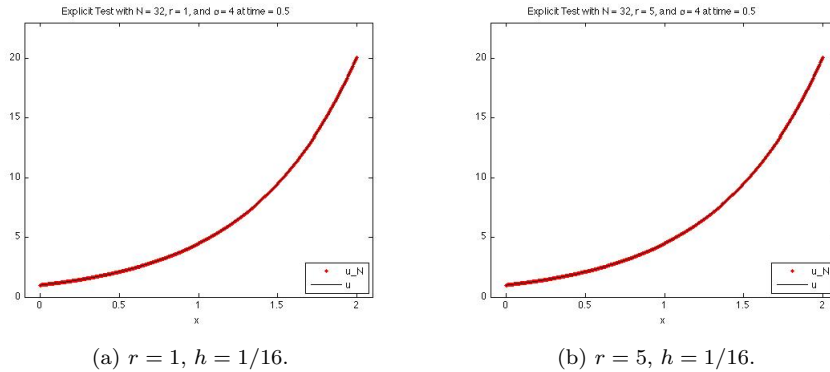 Explicit Test with N = 32, r = 1, and ø = 4 at time = 0.5
20
15
10
5
0
0 0.5 1 1.5 2
x
u_N
u
(a) r = 1, h = 1/16.
Explicit Test with N = 32, r = 5, and ø = 4 at time = 0.5
20
15
10
5
0
0 0.5 1 1.5 2
x
u_N
u
(b) r = 5, h = 1/16.